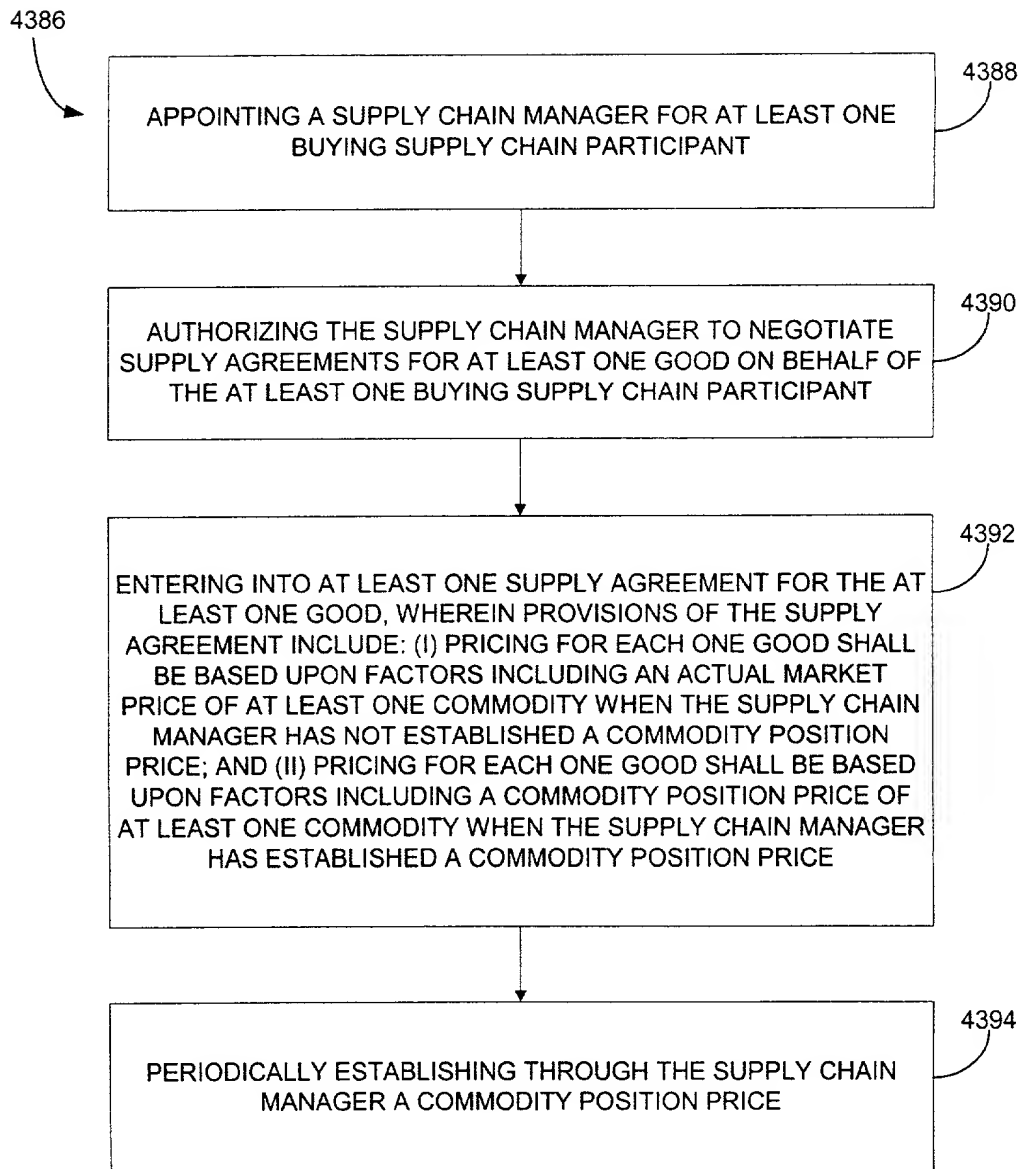 4386
4388
APPOINTING A SUPPLY CHAIN MANAGER FOR AT LEAST ONE
BUYING SUPPLY CHAIN PARTICIPANT
4390
AUTHORIZING THE SUPPLY CHAIN MANAGER TO NEGOTIATE
SUPPLY AGREEMENTS FOR AT LEAST ONE GOOD ON BEHALF OF
THE AT LEAST ONE BUYING SUPPLY CHAIN PARTICIPANT
4392
ENTERING INTO AT LEAST ONE SUPPLY AGREEMENT FOR THE AT
LEAST ONE GOOD, WHEREIN PROVISIONS OF THE SUPPLY
AGREEMENT INCLUDE: (I) PRICING FOR EACH ONE GOOD SHALL
BE BASED UPON FACTORS INCLUDING AN ACTUAL MARKET
PRICE OF AT LEAST ONE COMMODITY WHEN THE SUPPLY CHAIN
MANAGER HAS NOT ESTABLISHED A COMMODITY POSITION
PRICE; AND (II) PRICING FOR EACH ONE GOOD SHALL BE BASED
UPON FACTORS INCLUDING A COMMODITY POSITION PRICE OF
AT LEAST ONE COMMODITY WHEN THE SUPPLY CHAIN MANAGER
HAS ESTABLISHED A COMMODITY POSITION PRICE
4394
PERIODICALLY ESTABLISHING THROUGH THE SUPPLY CHAIN
MANAGER A COMMODITY POSITION PRICE